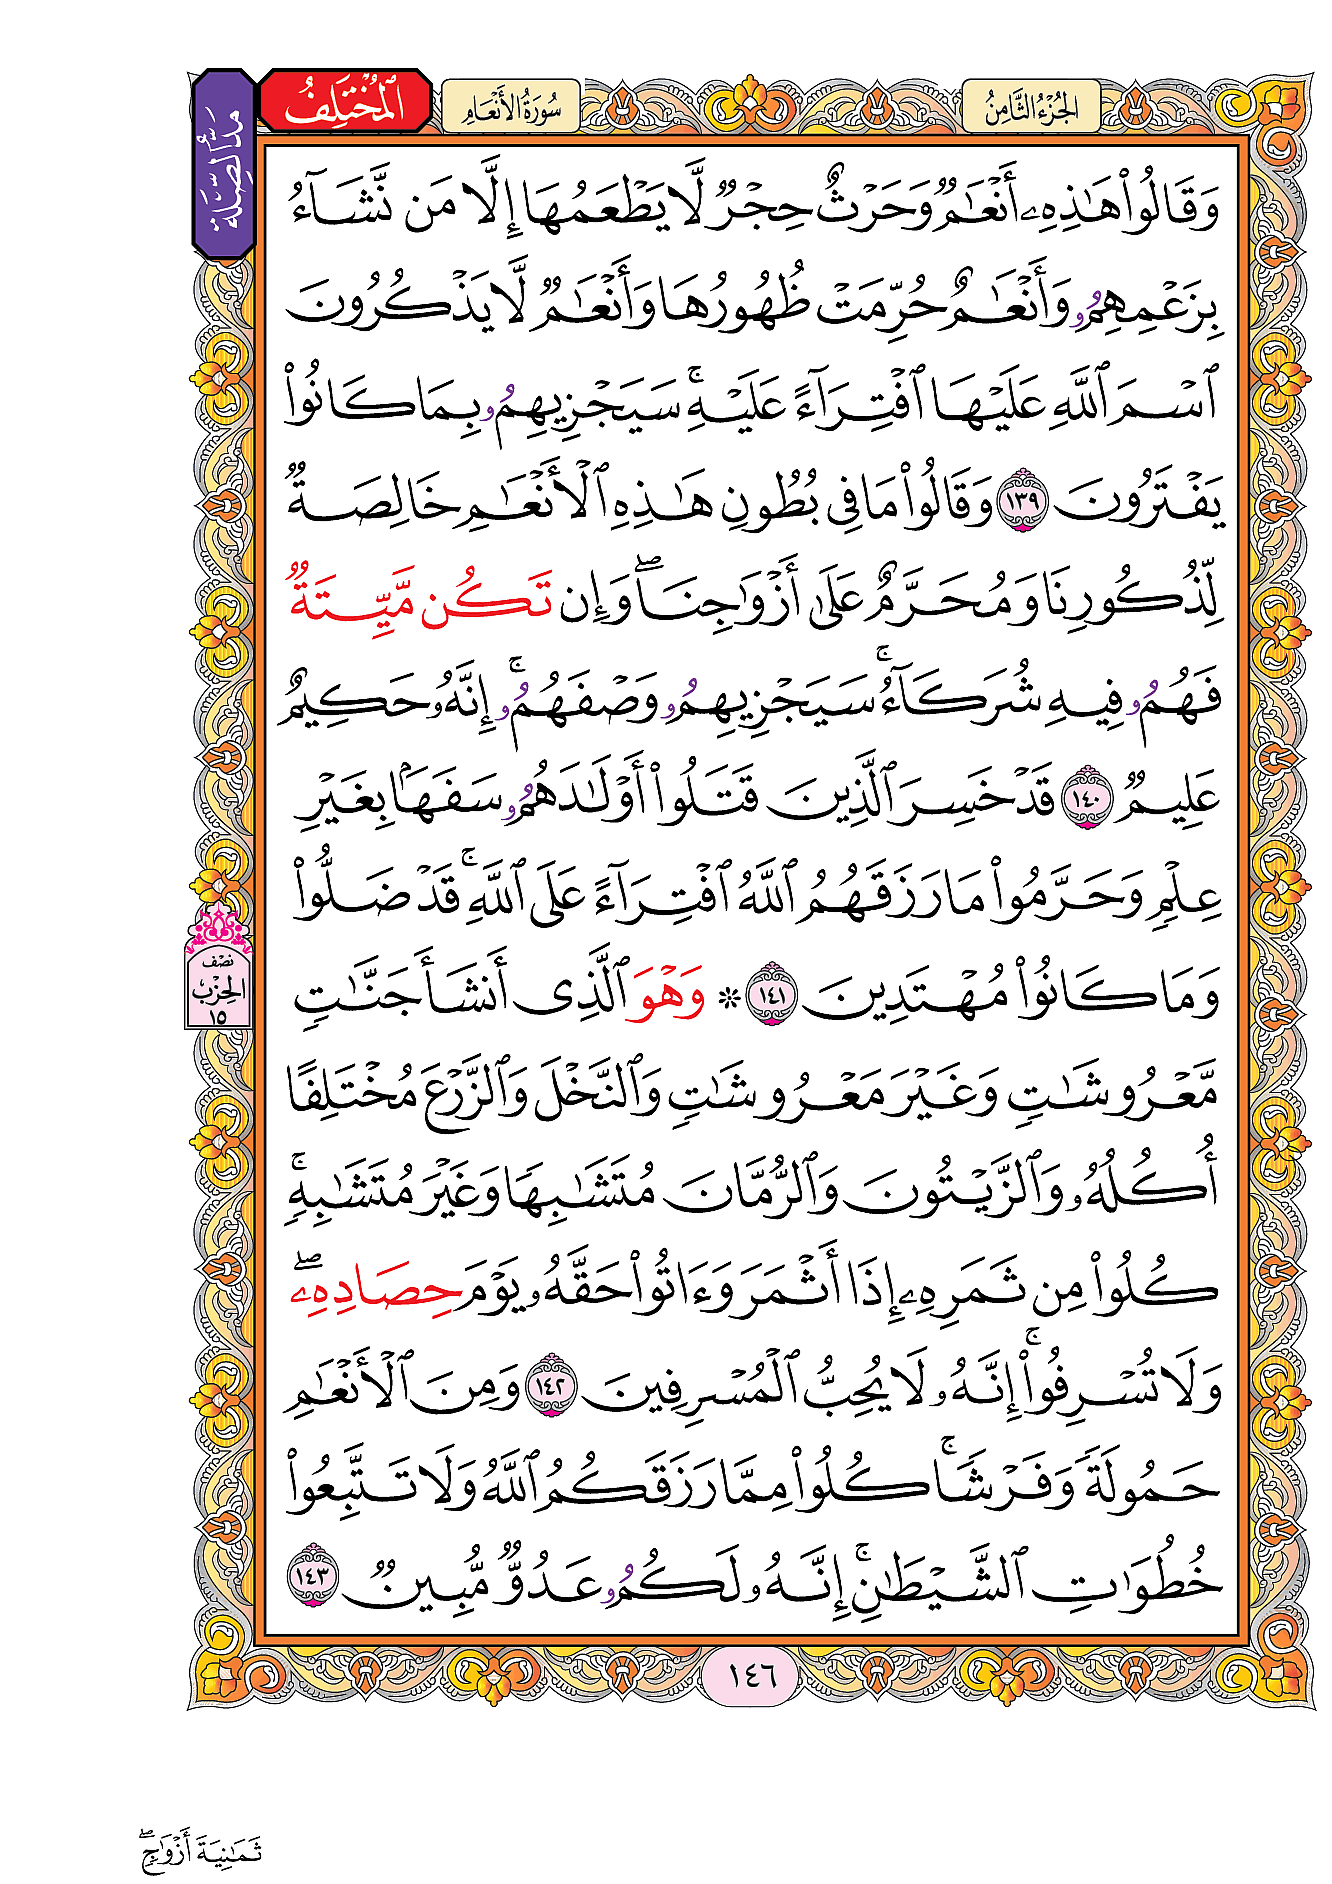 الجُزْءُ الثَّامِنُ
سُورَةُ الأَنْعَامِ
المُخْتَلِفُ
مَدُّ الصِّلَةِ
وَقَالُواْ هَٰذِهِۦٓ أَنْعَٰمٞ وَحَرْثٌ حِجْرٞ لَّا يَطْعَمُهَآ إِلَّا مَن نَّشَآءُ
بِزَعْمِهِمُۥ وَأَنْعَٰمٌ حُرِّمَتْ ظُهُورُهَا وَأَنْعَٰمٞ لَّا يَذْكُرُونَ
ٱسْمَ ٱللَّهِ عَلَيْهَا ٱفْتِرَآءً عَلَيْهِۚ سَيَجْزِيهِمُۥ بِمَا كَانُواْ
يَفْتَرُونَ ١٣٩ وَقَالُواْ مَا فِي بُطُونِ هَٰذِهِ ٱلْأَنْعَٰمِ خَالِصَةٞ
لِّذُكُورِنَا وَمُحَرَّمٌ عَلَىٰٓ أَزْوَٰجِنَاۖ وَإِن تَكُن مَّيِّتَةٞ
فَهُمُۥ فِيهِ شُرَكَآءُۚ سَيَجْزِيهِمُۥ وَصْفَهُمُۥٓۚ إِنَّهُۥ حَكِيمٌ
عَلِيمٞ ١٤٠ قَدْ خَسِرَ ٱلَّذِينَ قَتَلُوٓاْ أَوْلَٰدَهُمُۥ سَفَهَۢا بِغَيْرِ
عِلْمٖ وَحَرَّمُواْ مَا رَزَقَهُمُ ٱللَّهُ ٱفْتِرَآءً عَلَى ٱللَّهِۚ قَدْ ضَلُّواْ
وَمَا كَانُواْ مُهْتَدِينَ ١٤١ ۞ وَهْوَ ٱلَّذِيٓ أَنشَأَ جَنَّٰتٖ
نصف
الحِزْب
١٥
مَّعْرُوشَٰتٖ وَغَيْرَ مَعْرُوشَٰتٖ وَٱلنَّخْلَ وَٱلزَّرْعَ مُخْتَلِفًا
أُكُلُهُۥ وَٱلزَّيْتُونَ وَٱلرُّمَّانَ مُتَشَٰبِهٗا وَغَيْرَ مُتَشَٰبِهٖۚ
كُلُواْ مِن ثَمَرِهِۦٓ إِذَآ أَثْمَرَ وَءَاتُواْ حَقَّهُۥ يَوْمَ حِصَادِهِۦۖ
وَلَا تُسْرِفُوٓاْۚ إِنَّهُۥ لَا يُحِبُّ ٱلْمُسْرِفِينَ ١٤٢ وَمِنَ ٱلْأَنْعَٰمِ
حَمُولَةٗ وَفَرْشٗاۚ كُلُواْ مِمَّا رَزَقَكُمُ ٱللَّهُ وَلَا تَتَّبِعُواْ
خُطُوَٰتِ ٱلشَّيْطَٰنِۚ إِنَّهُۥ لَكُمُۥ عَدُوّٞ مُّبِينٞ ١٤٣
١٤٦
ثَمَٰنِيَةَ أَزْوَٰجٖۖ